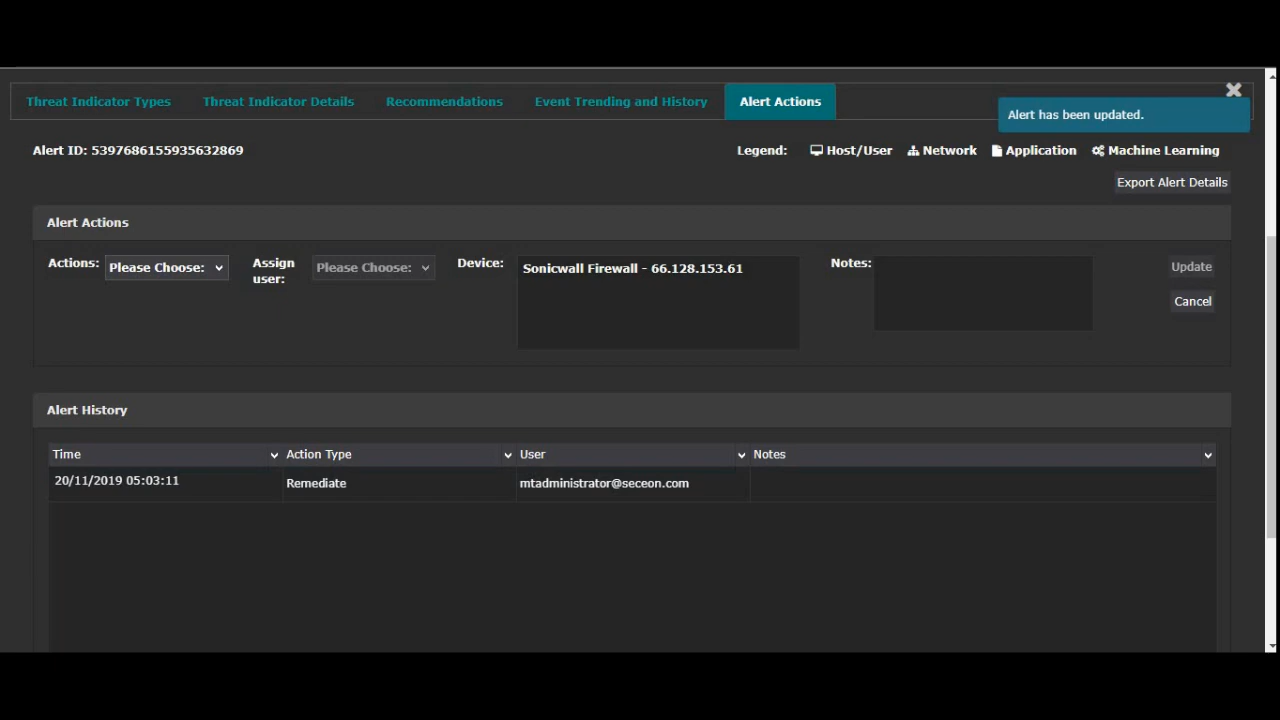 Threat Indicator Types Threat Indicator Details Recommendations Event Trending and History Alert Actions
Alert has been updated.
Alert ID: 5397686155935632869
Legend: Host/User Network Application Machine Learning
Export Alert Details
Alert Actions
Actions: Please Choose: Assign user: Please Choose: Device: Sonicwall Firewall - 66.128.153.61 Notes: Update
Cancel
Alert History
Time Action Type User Notes
20/11/2019 05:03:11 Remediate mtadministrator@seceon.com